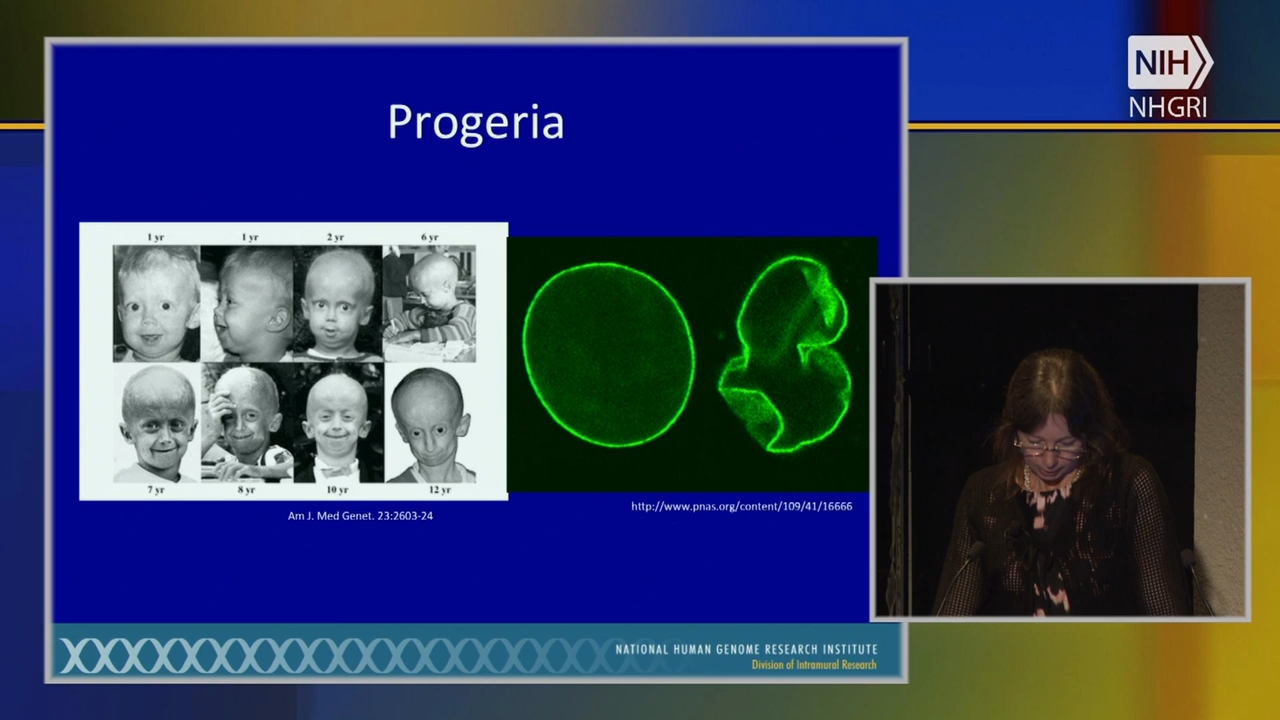 NIH
NHGRI
Progeria
1 yr 1 yr 2 yr 6 yr
7 yr 8 yr 10 yr 12 yr
Am J. Med Genet. 23:2603-24
http://www.pnas.org/content/109/41/16666
NATIONAL HUMAN GENOME RESEARCH INSTITUTE
Division of Intramural Research